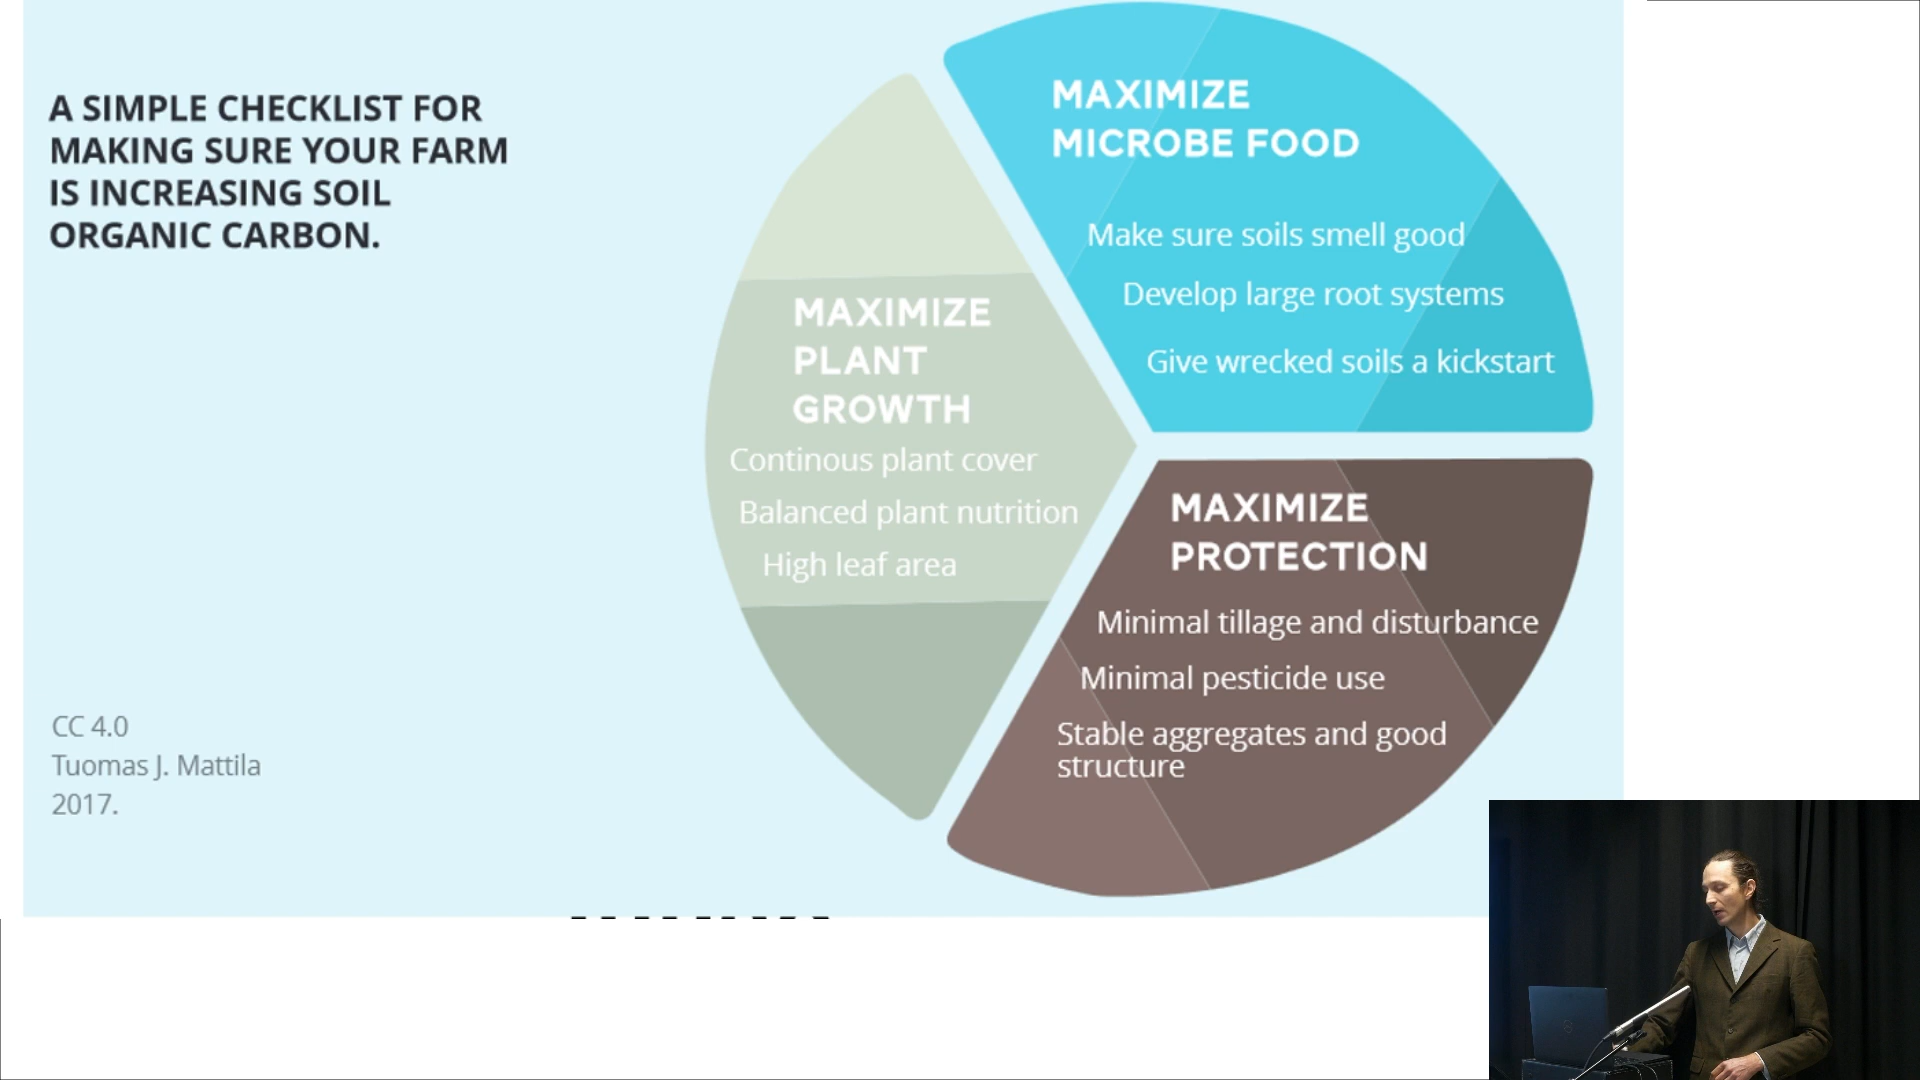 A SIMPLE CHECKLIST FOR
MAKING SURE YOUR FARM
IS INCREASING SOIL
ORGANIC CARBON.
MAXIMIZE
MICROBE FOOD
Make sure soils smell good
Develop large root systems
Give wrecked soils a kickstart
MAXIMIZE
PLANT
GROWTH
Continous plant cover
Balanced plant nutrition
High leaf area
MAXIMIZE
PROTECTION
Minimal tillage and disturbance
Minimal pesticide use
Stable aggregates and good
structure
CC 4.0
Tuomas J. Mattila
2017.